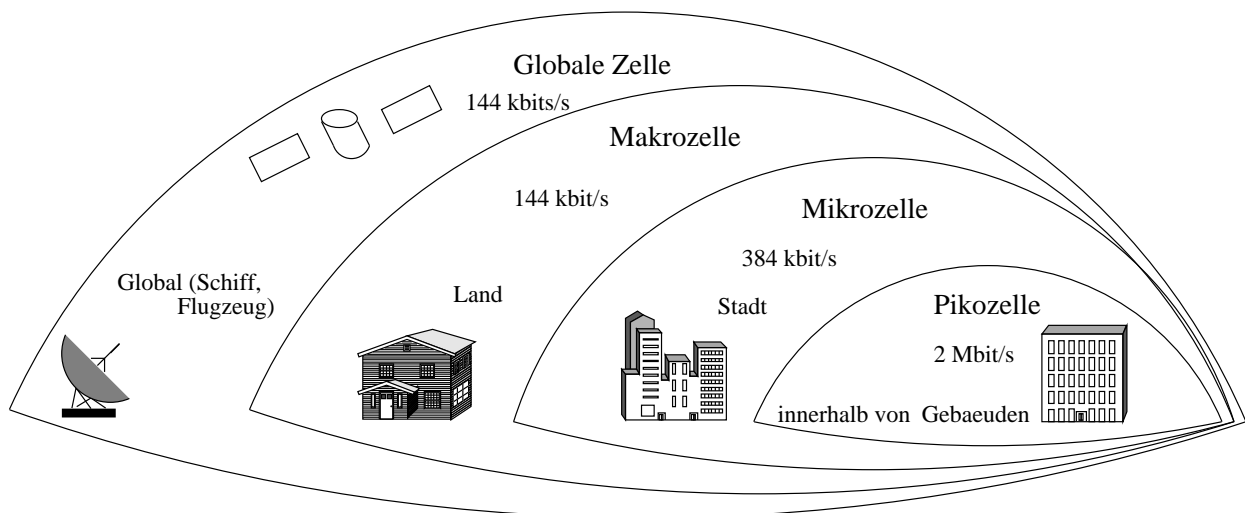 Globale Zelle
144 kbits/s
Makrozelle
144 kbit/s
Mikrozelle
384 kbit/s
Global (Schiff,
Flugzeug)
Land
Stadt
Pikozelle
2 Mbit/s
innerhalb von Gebaeuden